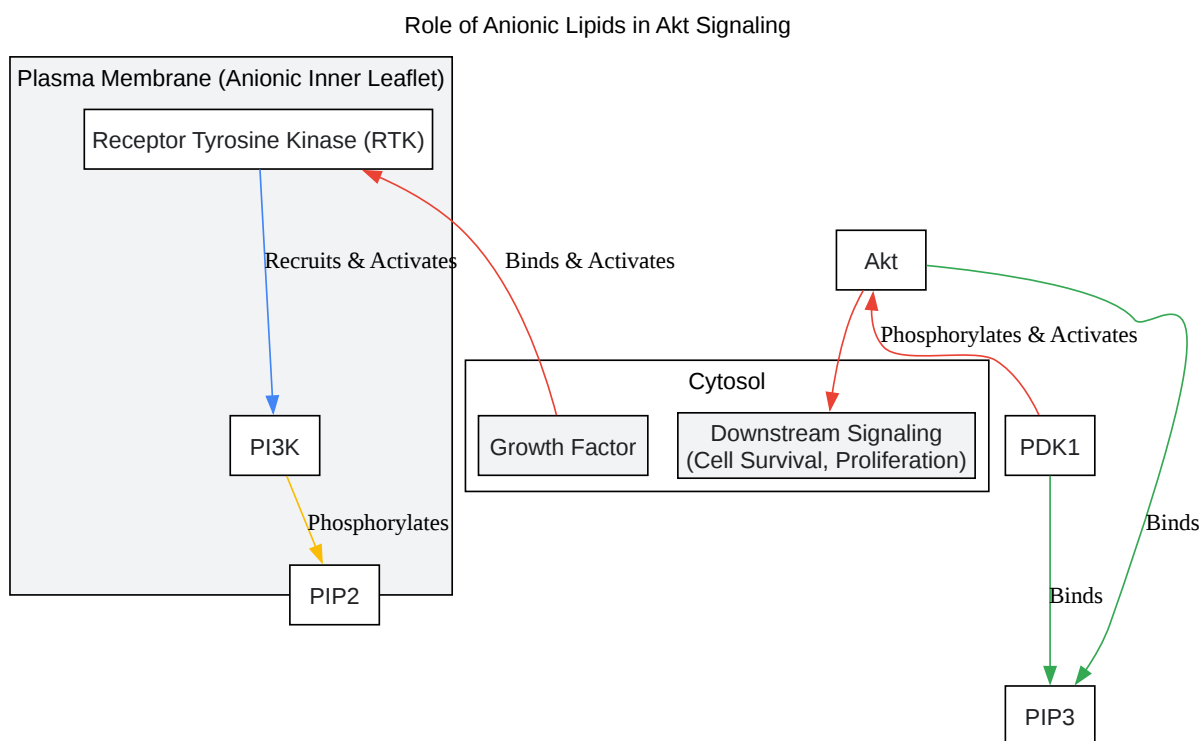 Role of Anionic Lipids in Akt Signaling
Plasma Membrane (Anionic Inner Leaflet)
Receptor Tyrosine Kinase (RTK)
Recruits & Activates
Binds & Activates
Akt
Phosphorylates & Activates
Cytosol
PI3K
Growth Factor
Downstream Signaling
(Cell Survival, Proliferation)
PDK1
Phosphorylates
Binds
PIP2
Binds
PIP3